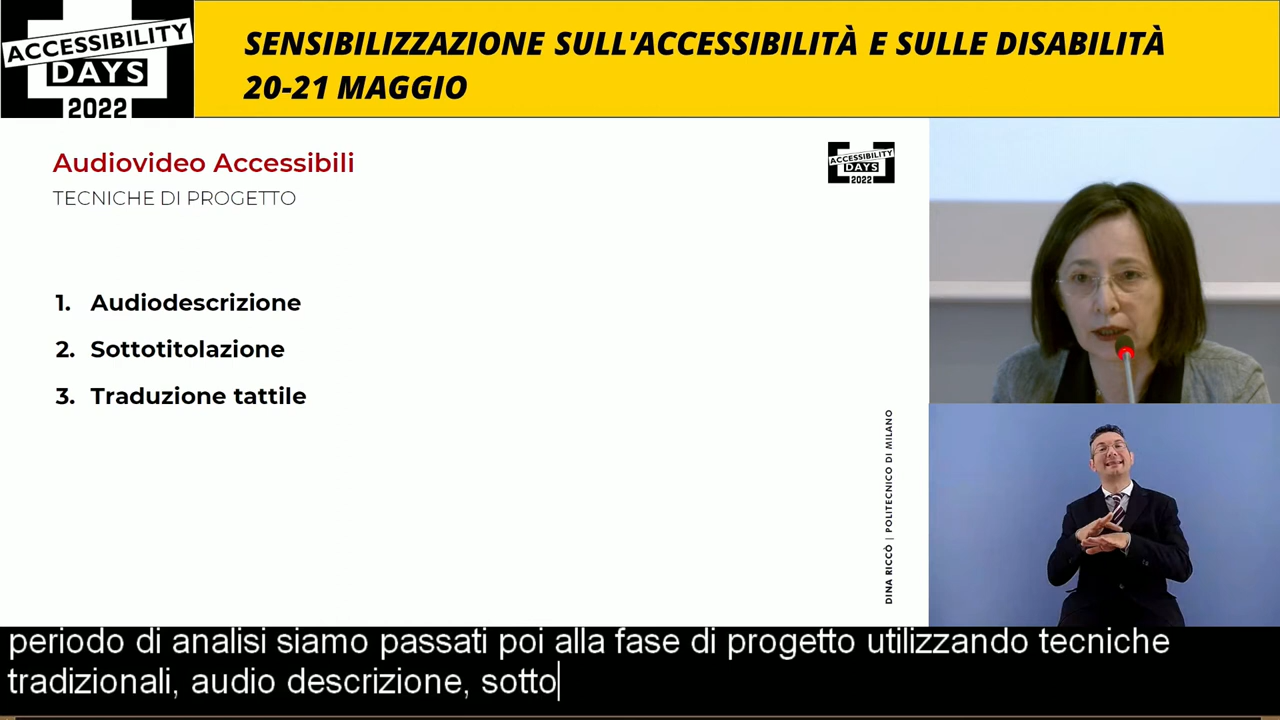 ACCESSIBILITY
DAYS
2022
SENSIBILIZZAZIONE SULL'ACCESSIBILITÀ E SULLE DISABILITÀ
20-21 MAGGIO
Audiovideo Accessibili
TECNICHE DI PROGETTO
ACCESSIBILITY
DAYS
2022
1. Audiodescrizione
2. Sottotitolazione
3. Traduzione tattile
DINA RICCÒ | POLITECNICO DI MILANO
periodo di analisi siamo passati poi alla fase di progetto utilizzando tecniche
tradizionali, audio descrizione, sotto